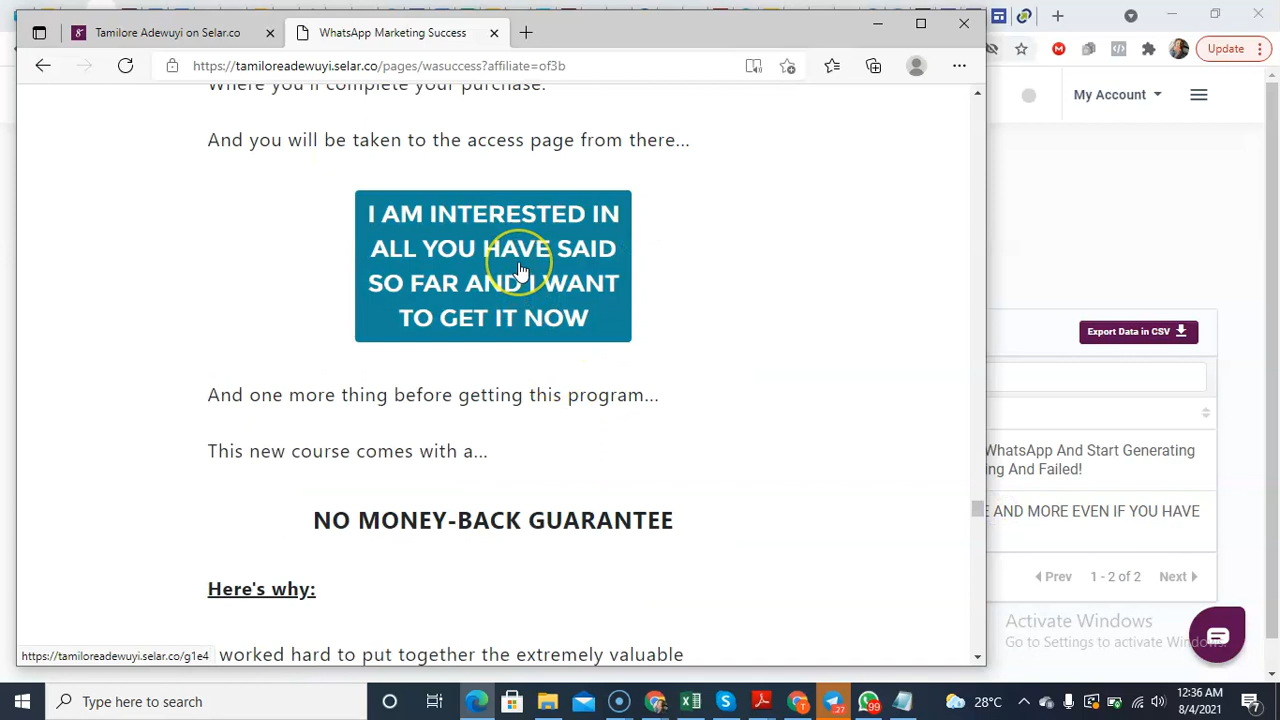 Tamilore Adewuyi on Selar.co
WhatsApp Marketing Success
https://tamiloreadewuyi.selar.co/pages/wasuccess?affiliate=of3b
Update
My Account
Where you'll complete your purchase.
And you will be taken to the access page from there...
I AM INTERESTED IN
ALL YOU HAVE SAID
SO FAR AND I WANT
TO GET IT NOW
And one more thing before getting this program...
This new course comes with a...
NO MONEY-BACK GUARANTEE
Here's why:
worked hard to put together the extremely valuable
https://tamiloreadewuyi.selar.co/g1e4
Export Data in CSV
WhatsApp And Start Generating
ng And Failed!
E AND MORE EVEN IF YOU HAVE
Prev 1 - 2 of 2 Next
Activate Windows
Go to Settings to activate Windows.
Type here to search
27
99
28°C
12:36 AM
8/4/2021
7